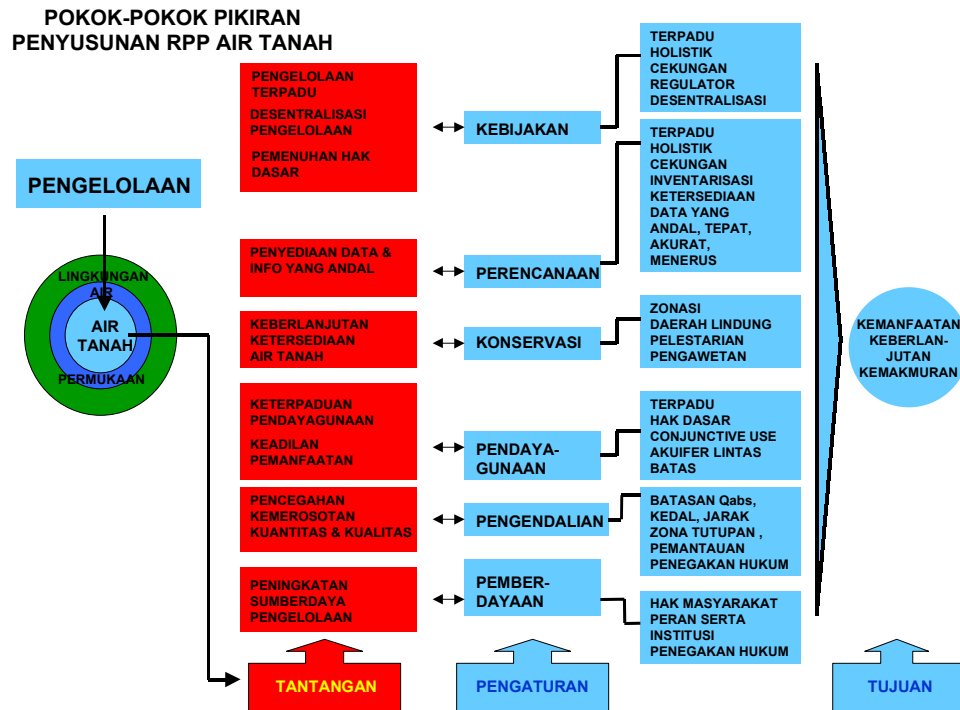 POKOK-POKOK PIKIRAN
PENYUSUNAN RPP AIR TANAH
PENGELOLAAN
LINGKUNGAN
AIR
AIR
TANAH
PERMUKAAN
PENGELOLAAN
TERPADU
DESENTRALISASI
PENGELOLAAN
PEMENUHAN HAK
DASAR
PENYEDIAAN DATA &
INFO YANG ANDAL
KEBERLANJUTAN
KETERSEDIAAN
AIR TANAH
KETERPADUAN
PENDAYAGUNAAN
KEADILAN
PEMANFAATAN
PENCEGAHAN
KEMEROSOTAN
KUANTITAS & KUALITAS
PENINGKATAN
SUMBERDAYA
PENGELOLAAN
TANTANGAN
KEBIJAKAN
PERENCANAAN
KONSERVASI
PENDAYA-
GUNAAN
PENGENDALIAN
PEMBER-
DAYAAN
PENGATURAN
TERPADU
HOLISTIK
CEKUNGAN
REGULATOR
DESENTRALISASI
TERPADU
HOLISTIK
CEKUNGAN
INVENTARISASI
KETERSEDIAAN
DATA YANG
ANDAL, TEPAT,
AKURAT,
MENERUS
ZONASI
DAERAH LINDUNG
PELESTARIAN
PENGAWETAN
TERPADU
HAK DASAR
CONJUNCTIVE USE
AKUIFER LINTAS
BATAS
BATASAN Qabs,
KEDAL, JARAK
ZONA TUTUPAN ,
PEMANTAUAN
PENEGAKAN HUKUM
HAK MASYARAKAT
PERAN SERTA
INSTITUSI
PENEGAKAN HUKUM
KEMANFAATAN
KEBERLAN-
JUTAN
KEMAKMURAN
TUJUAN